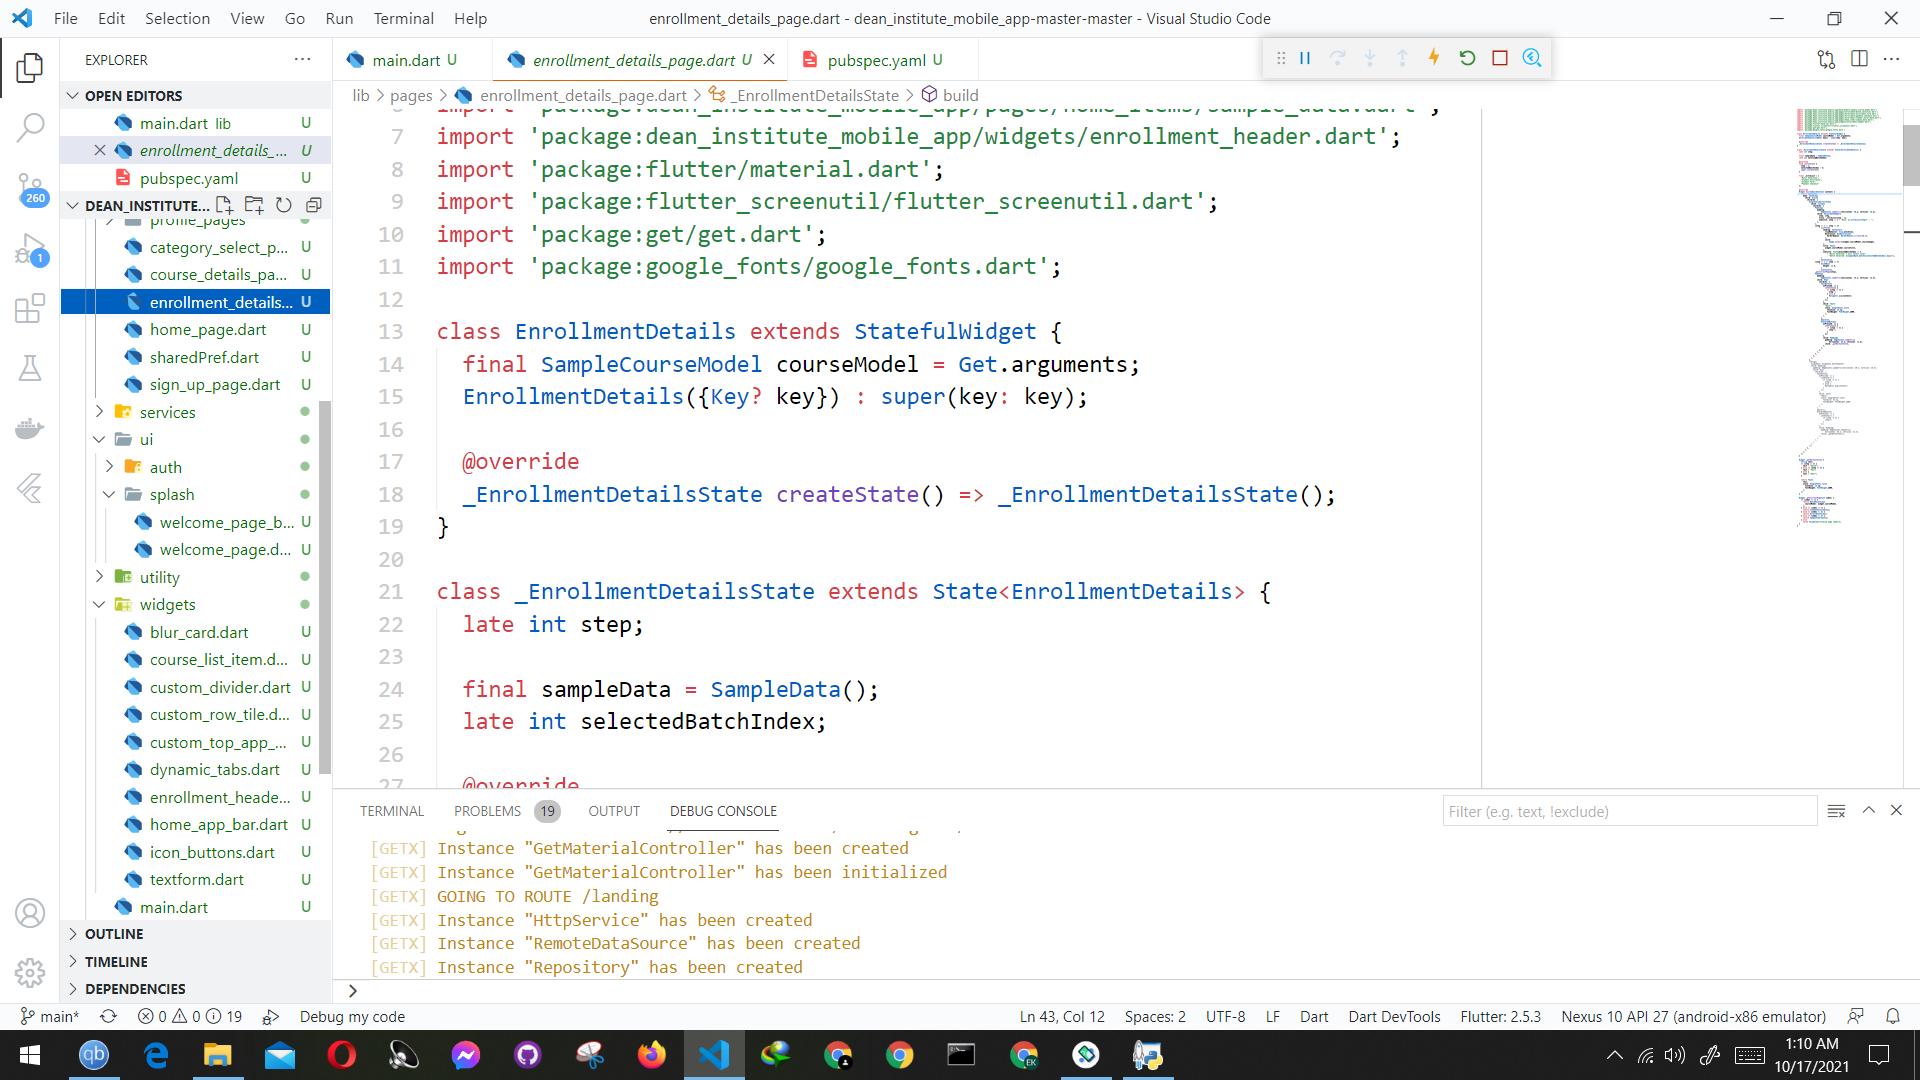 File Edit Selection View Go Run Terminal Help
enrollment_details_page.dart - dean_institute_mobile_app-master-master - Visual Studio Code
EXPLORER
main.dart U
enrollment_details_page.dart U
pubspec.yaml U
OPEN EDITORS
main.dart lib U
enrollment_details_... U
pubspec.yaml U
DEAN_INSTITUTE...
profile_pages
category_select_p... U
course_details_pa... U
enrollment_details... U
home_page.dart U
sharedPref.dart U
sign_up_page.dart U
services
ui
auth
splash
welcome_page_b... U
welcome_page.d... U
utility
widgets
blur_card.dart U
course_list_item.d... U
custom_divider.dart U
custom_row_tile.d... U
custom_top_app_... U
dynamic_tabs.dart U
enrollment_heade... U
home_app_bar.dart U
icon_buttons.dart U
textform.dart U
main.dart U
OUTLINE
TIMELINE
DEPENDENCIES
260
1
lib > pages > enrollment_details_page.dart > _EnrollmentDetailsState > build
import 'package:dean_institute_mobile_app/pages/home_items/sample_data.dart';
7 import 'package:dean_institute_mobile_app/widgets/enrollment_header.dart';
8 import 'package:flutter/material.dart';
9 import 'package:flutter_screenutil/flutter_screenutil.dart';
10 import 'package:get/get.dart';
11 import 'package:google_fonts/google_fonts.dart';
12
13 class EnrollmentDetails extends StatefulWidget {
14 final SampleCourseModel courseModel = Get.arguments;
15 EnrollmentDetails({Key? key}) : super(key: key);
16
17 @override
18 _EnrollmentDetailsState createState() => _EnrollmentDetailsState();
19 }
20
21 class _EnrollmentDetailsState extends State<EnrollmentDetails> {
22 late int step;
23
24 final sampleData = SampleData();
25 late int selectedBatchIndex;
26
27 @override
TERMINAL PROBLEMS 19 OUTPUT DEBUG CONSOLE
Filter (e.g. text, !exclude)
[GETX] Instance "GetMaterialController" has been created
[GETX] Instance "GetMaterialController" has been initialized
[GETX] GOING TO ROUTE /landing
[GETX] Instance "HttpService" has been created
[GETX] Instance "RemoteDataSource" has been created
[GETX] Instance "Repository" has been created
>
main* 0 0 19 Debug my code
Ln 43, Col 12 Spaces: 2 UTF-8 LF Dart Dart DevTools Flutter: 2.5.3 Nexus 10 API 27 (android-x86 emulator)
qb
EK
1:10 AM
10/17/2021